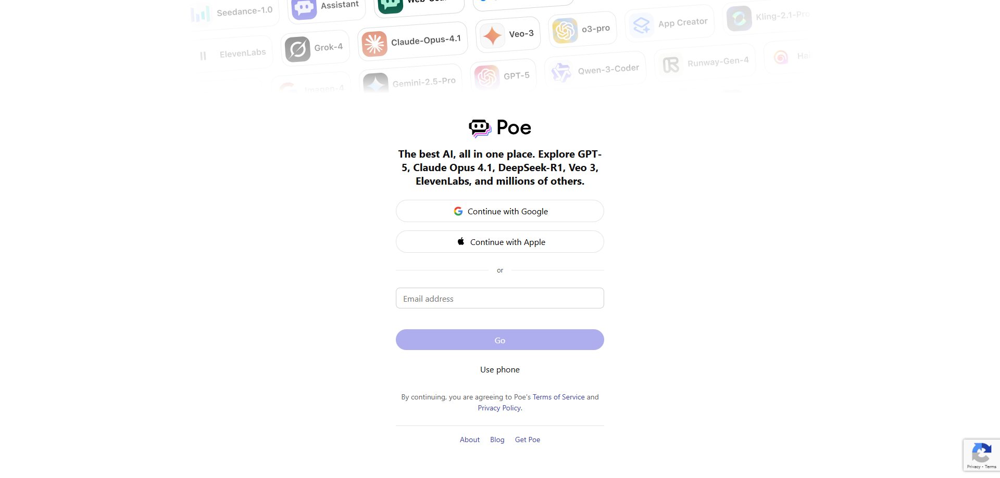 Seedance-1.0
Assistant
ElevenLabs
Grok-4
Claude-Opus-4.1
Veo-3
o3-pro
App Creator
Kling-2.1-Pro
Imagen-4
Gemini-2.5-Pro
GPT-5
Qwen-3-Coder
Runway-Gen-4
Poe
The best AI, all in one place. Explore GPT-
5, Claude Opus 4.1, DeepSeek-R1, Veo 3,
ElevenLabs, and millions of others.
Continue with Google
Continue with Apple
or
Email address
Go
Use phone
By continuing, you are agreeing to Poe's Terms of Service and
Privacy Policy.
About Blog Get Poe
Privacy - Terms